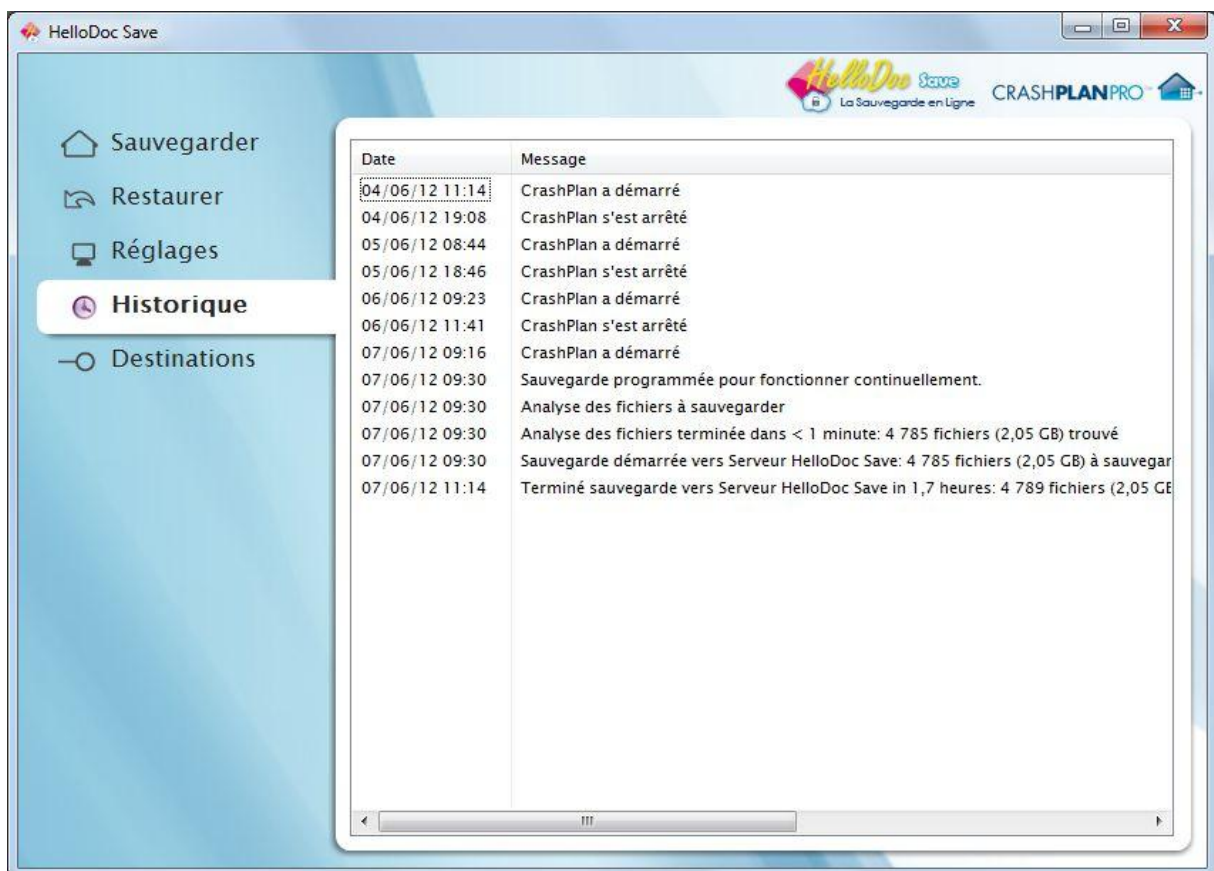 HelloDoc Save
HelloDoc Save
La Sauvegarde en Ligne
CRASHPLANPRO
Sauvegarder
Restaurer
Réglages
Historique
Destinations
Date Message
04/06/12 11:14 CrashPlan a démarré
04/06/12 19:08 CrashPlan s'est arrêté
05/06/12 08:44 CrashPlan a démarré
05/06/12 18:46 CrashPlan s'est arrêté
06/06/12 09:23 CrashPlan a démarré
06/06/12 11:41 CrashPlan s'est arrêté
07/06/12 09:16 CrashPlan a démarré
07/06/12 09:30 Sauvegarde programmée pour fonctionner continuellement.
07/06/12 09:30 Analyse des fichiers à sauvegarder
07/06/12 09:30 Analyse des fichiers terminée dans < 1 minute: 4 785 fichiers (2,05 GB) trouvé
07/06/12 09:30 Sauvegarde démarrée vers Serveur HelloDoc Save: 4 785 fichiers (2,05 GB) à sauvegar
07/06/12 11:14 Terminé sauvegarde vers Serveur HelloDoc Save in 1,7 heures: 4 789 fichiers (2,05 GE